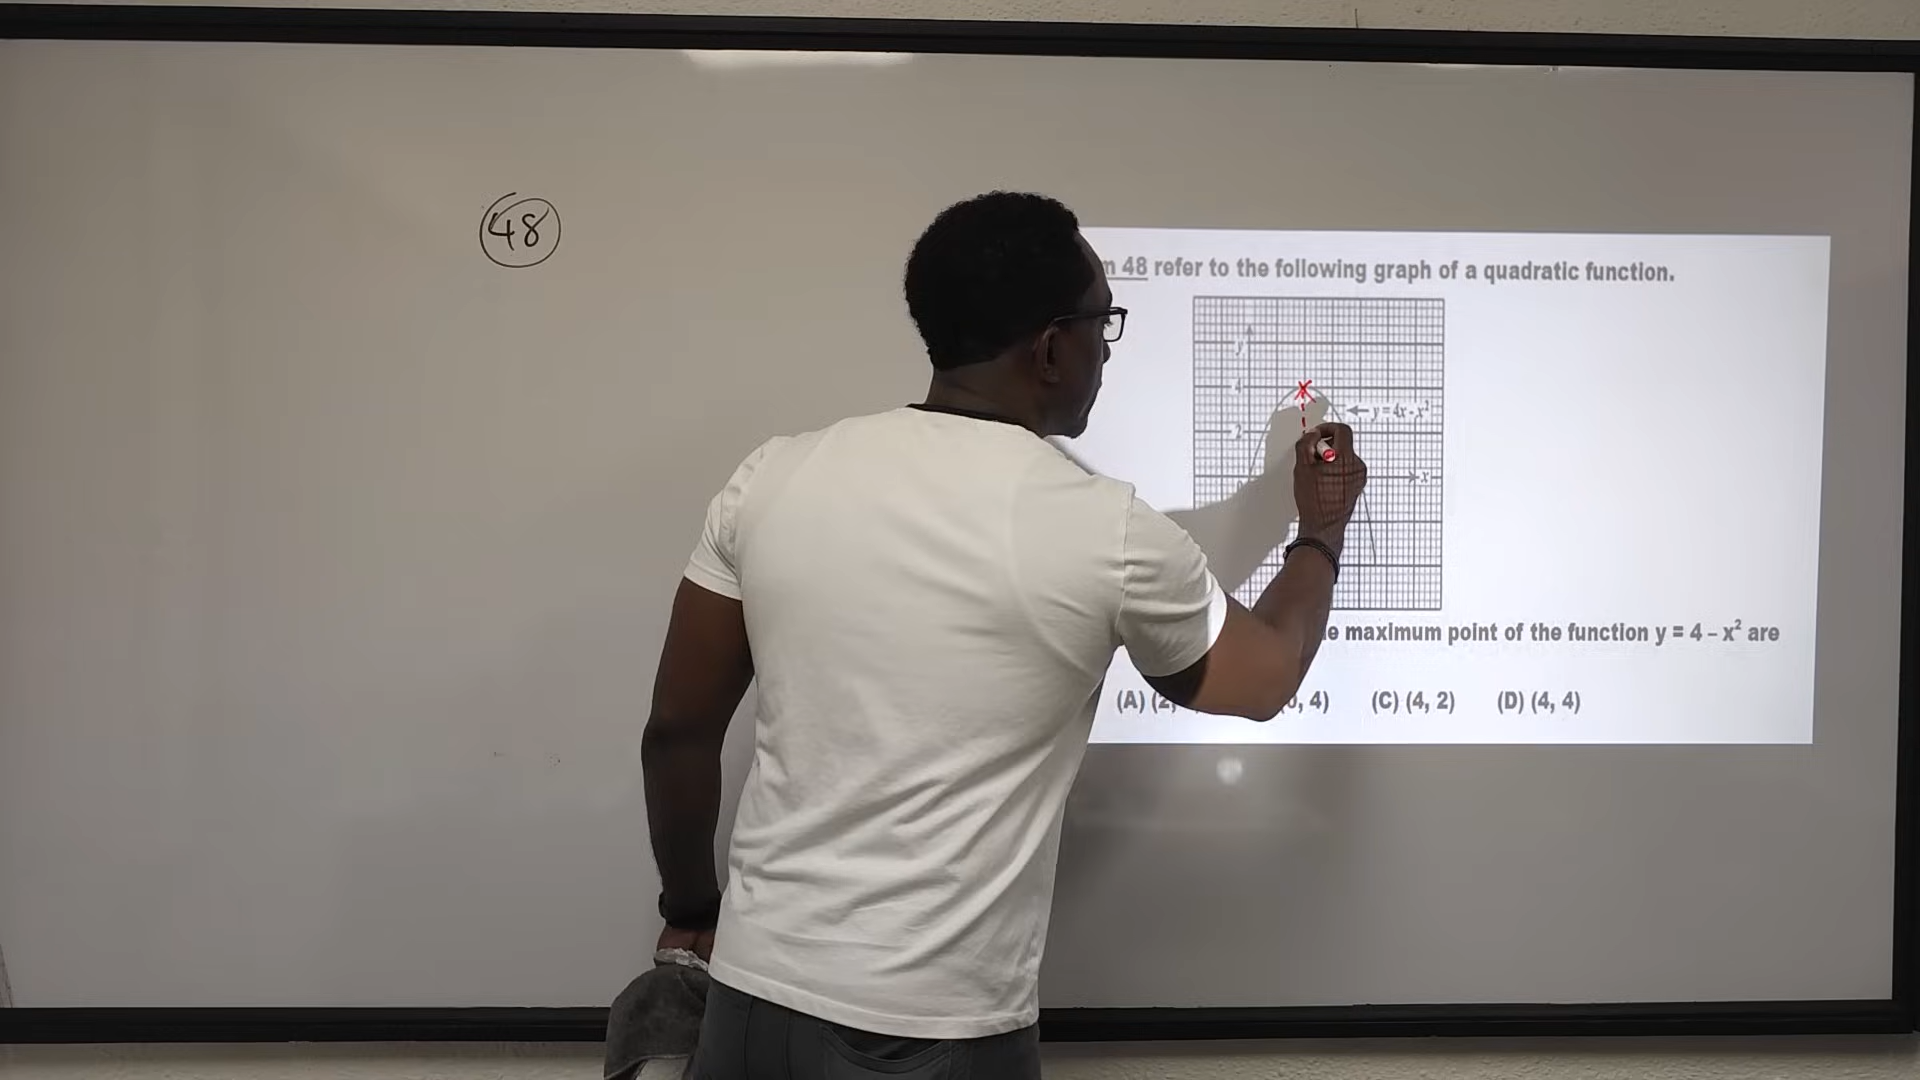 48
48 refer to the following graph of a quadratic function.
y
4
y = 4x - x²
2
x
0
maximum point of the function y = 4 – x² are
(A) (2, , 4) (C) (4, 2) (D) (4, 4)